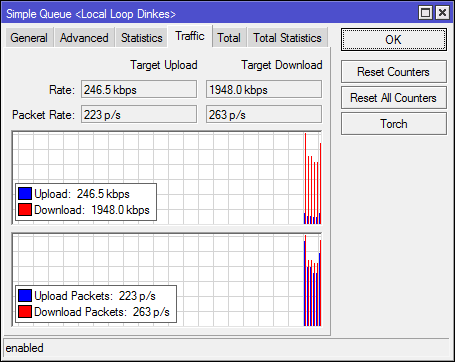 Simple Queue <Local Loop Dinkes>
General Advanced Statistics Traffic Total Total Statistics
Target Upload Target Download
Rate: 246.5 kbps 1948.0 kbps
Packet Rate: 223 p/s 263 p/s
OK
Reset Counters
Reset All Counters
Torch
Upload: 246.5 kbps
Download: 1948.0 kbps
Upload Packets: 223 p/s
Download Packets: 263 p/s
enabled